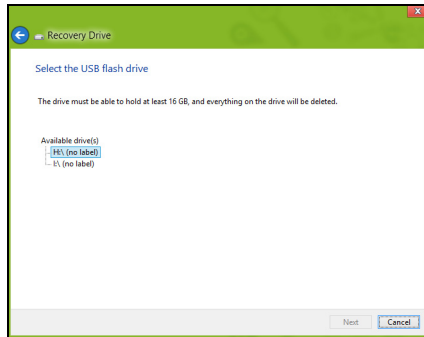 Recovery Drive
Select the USB flash drive
The drive must be able to hold at least 16 GB, and everything on the drive will be deleted.
Available drive(s)
H:\ (no label)
I:\ (no label)
Next Cancel